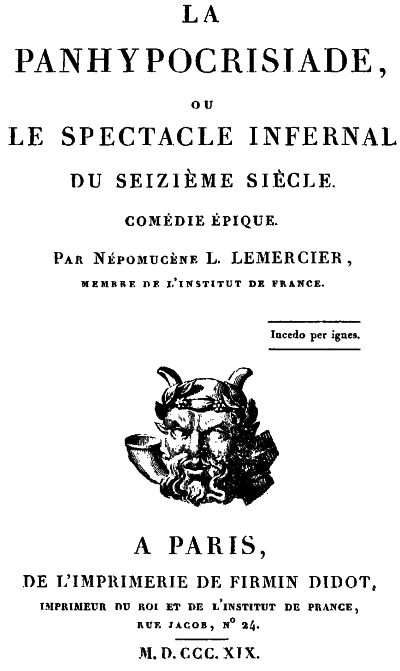 LA
PANHYPOCRISIADE,
OU
LE SPECTACLE INFERNAL
DU SEIZIÈME SIÈCLE.
COMÉDIE ÉPIQUE.
PAR NÉPOMUCÈNE L. LEMERCIER,
MEMBRE DE L'INSTITUT DE FRANCE.
Incedo per ignes.
A PARIS,
DE L'IMPRIMERIE DE FIRMIN DIDOT,
IMPRIMEUR DU ROI ET DE L'INSTITUT DE FRANCE,
RUE JACOB, N° 24.
M. D. CCC. XIX.